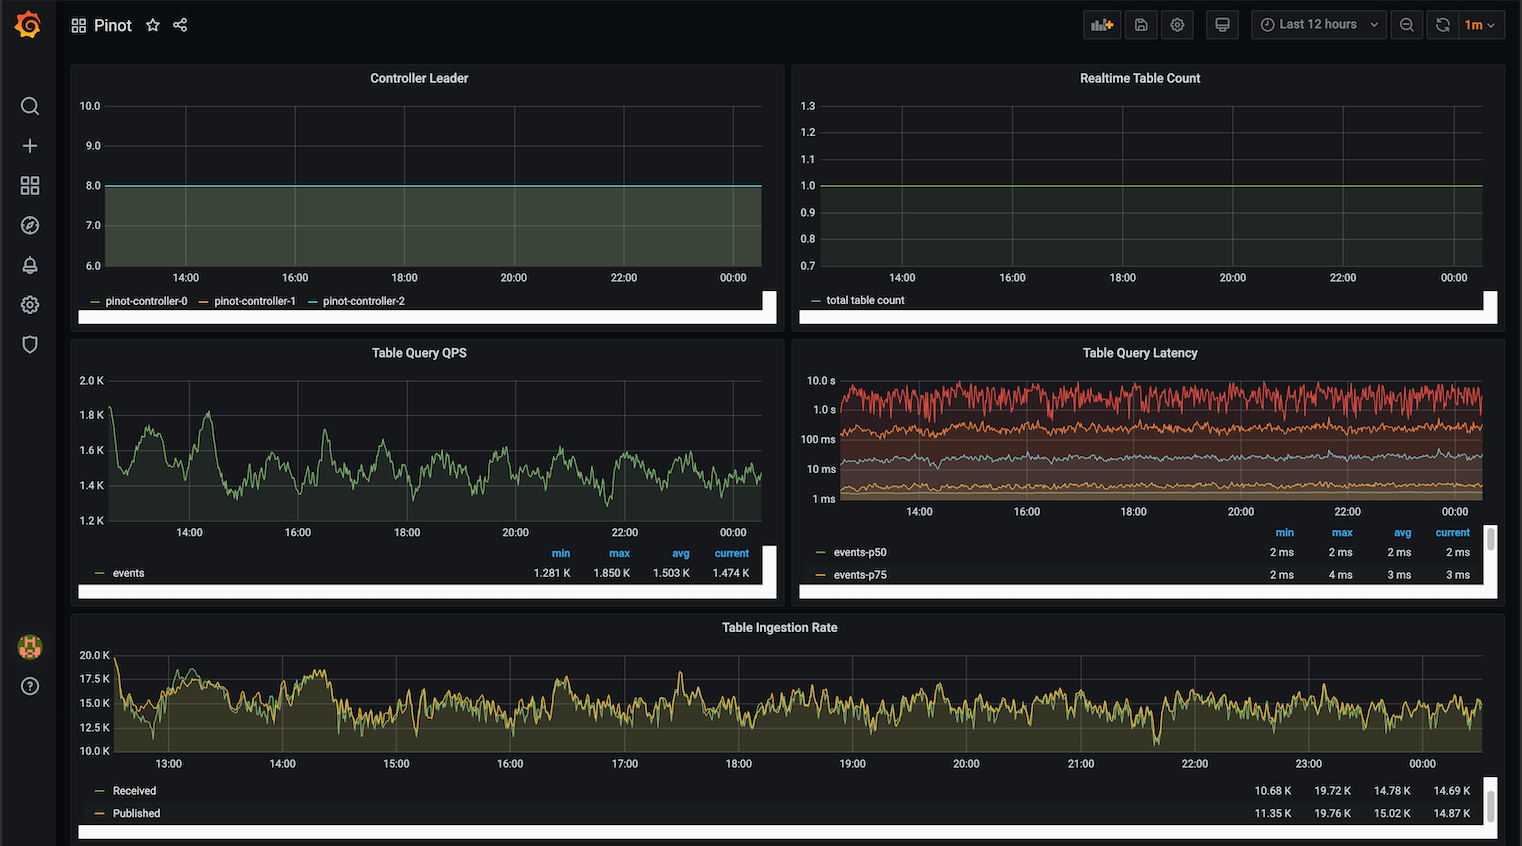 Pinot
Last 12 hours
1m
Controller Leader
10.0
9.0
8.0
7.0
6.0
14:00 16:00 18:00 20:00 22:00 00:00
pinot-controller-0 pinot-controller-1 pinot-controller-2
Realtime Table Count
1.3
1.2
1.1
1.0
0.9
0.8
0.7
14:00 16:00 18:00 20:00 22:00 00:00
total table count
Table Query QPS
2.0 K
1.8 K
1.6 K
1.4 K
1.2 K
14:00 16:00 18:00 20:00 22:00 00:00
min max avg current
events 1.281 K 1.850 K 1.503 K 1.474 K
Table Query Latency
10.0 s
1.0 s
100 ms
10 ms
1 ms
14:00 16:00 18:00 20:00 22:00 00:00
min max avg current
events-p50 2 ms 2 ms 2 ms 2 ms
events-p75 2 ms 4 ms 3 ms 3 ms
Table Ingestion Rate
20.0 K
17.5 K
15.0 K
12.5 K
10.0 K
13:00 14:00 15:00 16:00 17:00 18:00 19:00 20:00 21:00 22:00 23:00 00:00
Received 10.68 K 19.72 K 14.78 K 14.69 K
Published 11.35 K 19.76 K 15.02 K 14.87 K